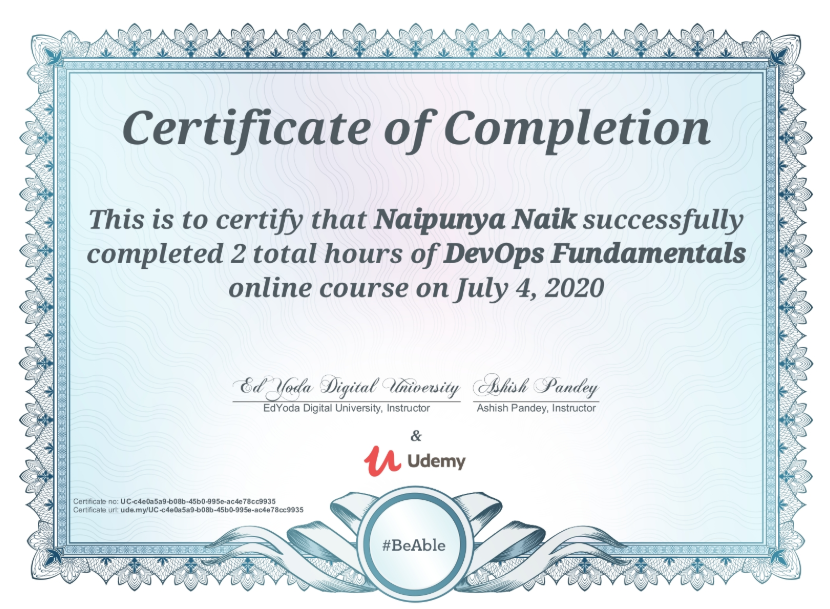 Certificate of Completion
This is to certify that Naipunya Naik successfully
completed 2 total hours of DevOps Fundamentals
online course on July 4, 2020
Ed Yoda Digital University Ashish Pandey
EdYoda Digital University, Instructor Ashish Pandey, Instructor
&
Udemy
Certificate no: UC-c4e0a5a9-b08b-45b0-995e-ac4e78cc9935
Certificate url: ude.my/UC-c4e0a5a9-b08b-45b0-995e-ac4e78cc9935
#BeAble